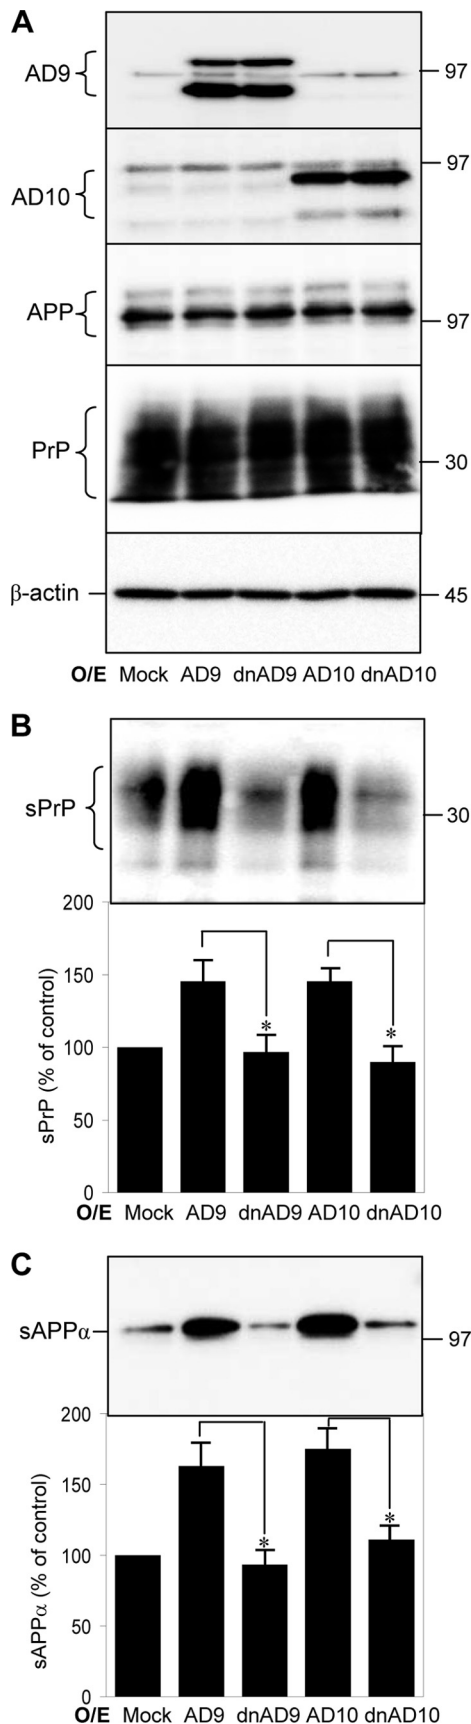 A
AD9
97
97
AD10
APP
97
PrP
30
β-actin
45
O/E Mock AD9 dnAD9 AD10 dnAD10
B
sPrP
30
200
150
100
50
0
sPrP (% of control)
* *
O/E Mock AD9 dnAD9 AD10 dnAD10
C
sAPPα
97
200
150
100
50
0
sAPPα (% of control)
* *
O/E Mock AD9 dnAD9 AD10 dnAD10